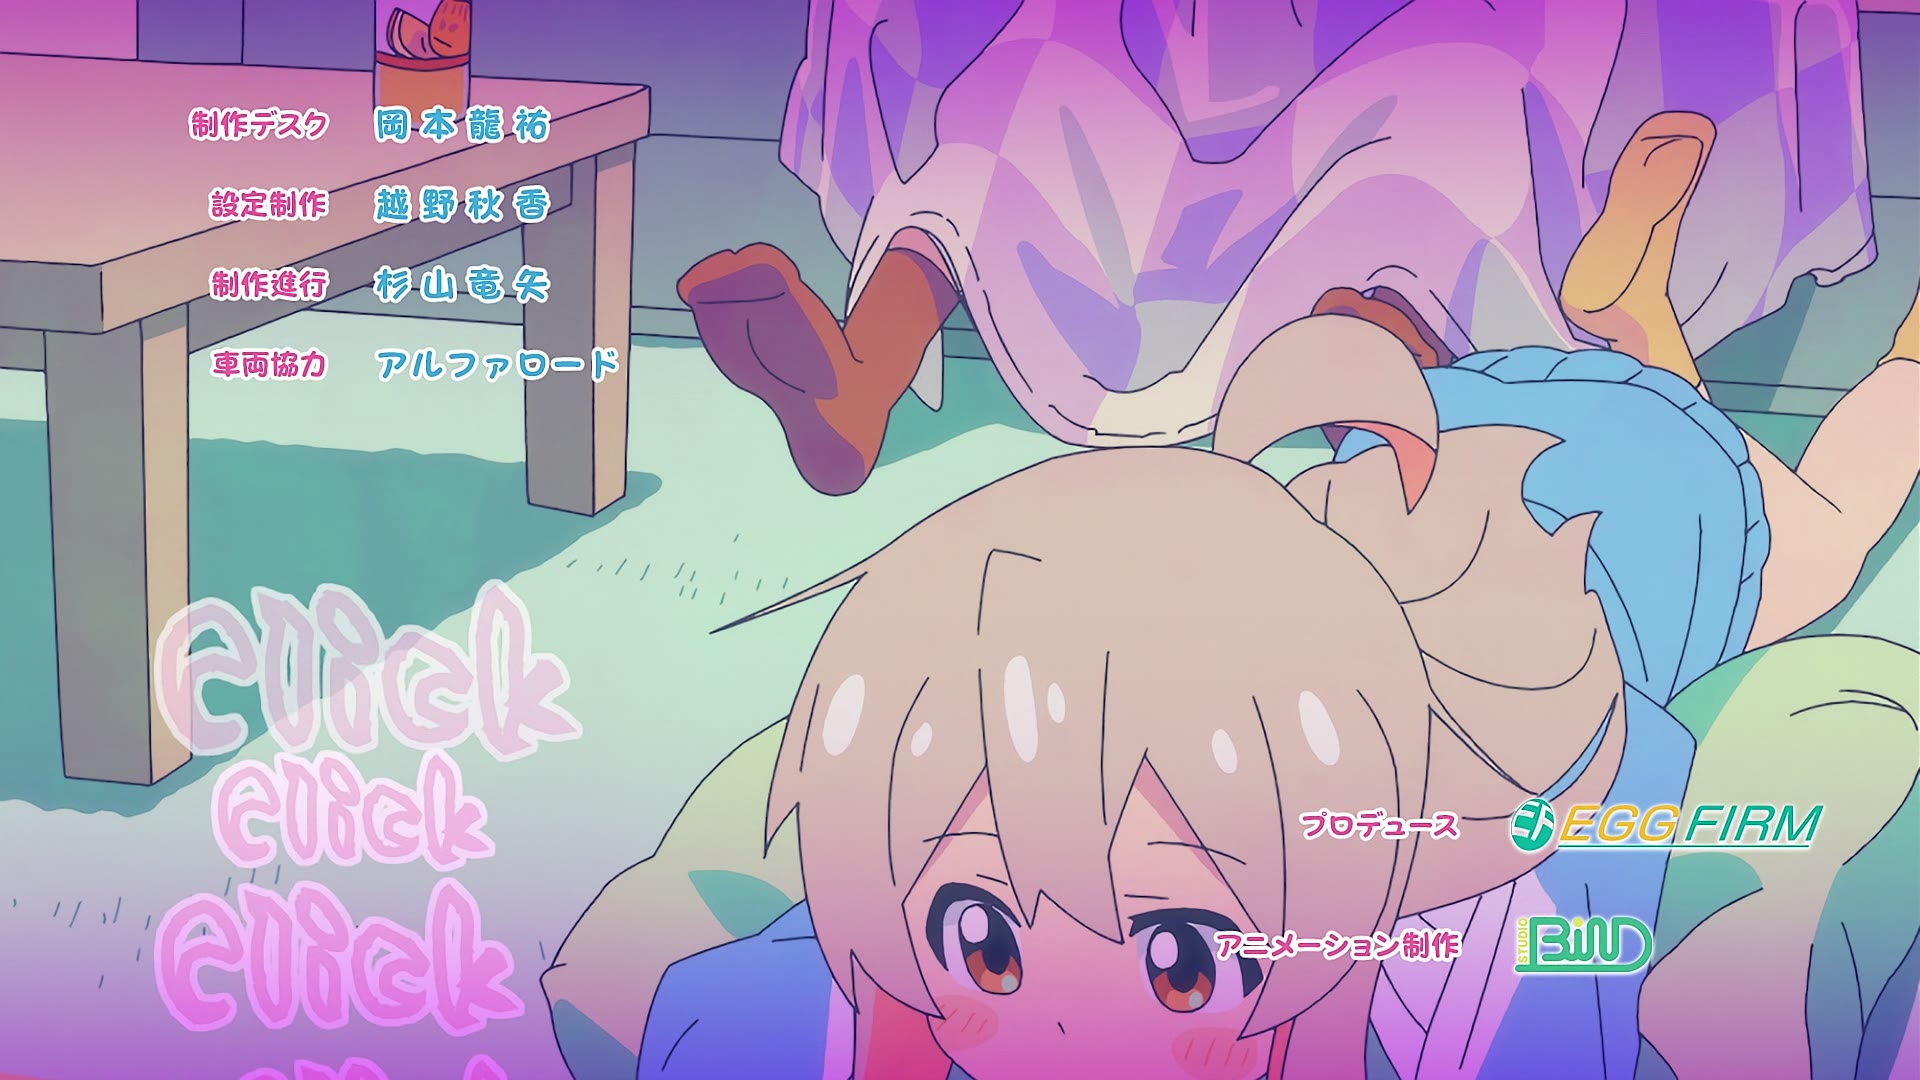 制作デスク 岡本龍祐
設定制作 越野秋香
制作進行 杉山竜矢
車両協力 アルファロード
click
click
click
プロデュース EGG FIRM
アニメーション制作 STUDIO BiND